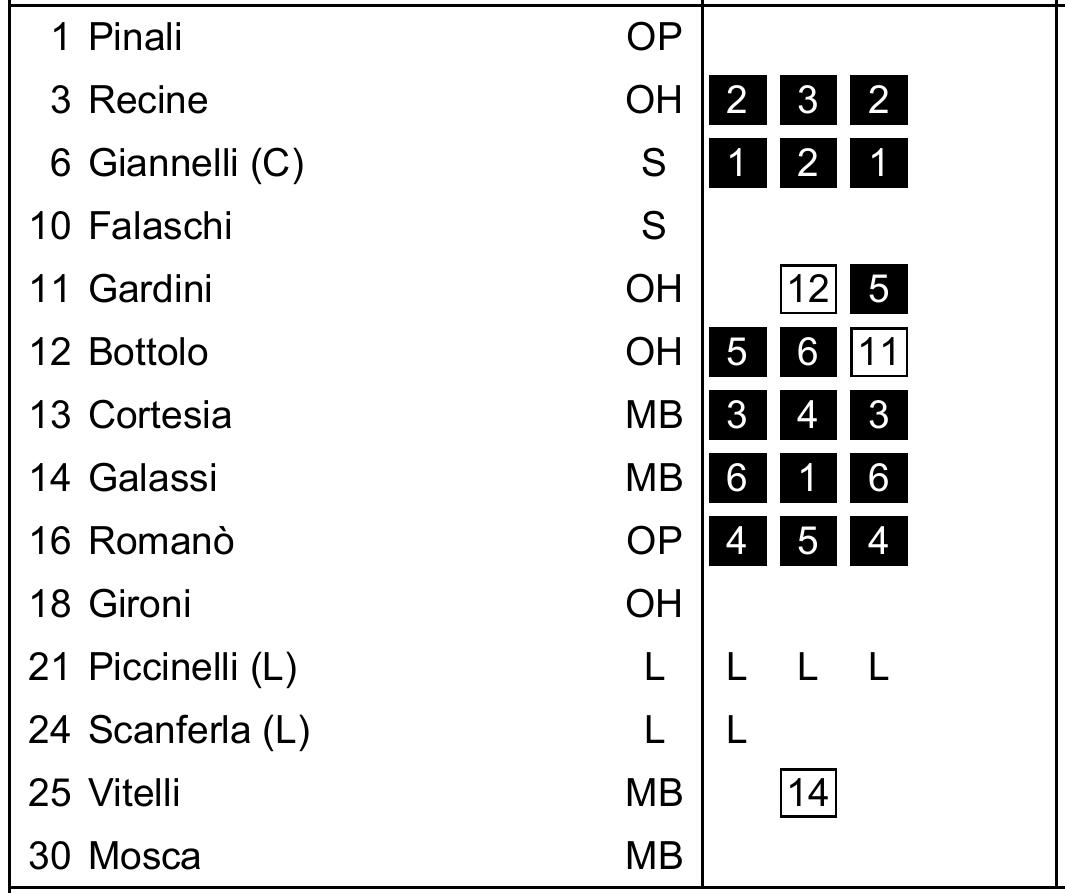 1 Pinali OP
3 Recine OH 2 3 2
6 Giannelli (C) S 1 2 1
10 Falaschi S
11 Gardini OH 12 5
12 Bottolo OH 5 6 11
13 Cortesia MB 3 4 3
14 Galassi MB 6 1 6
16 Romanò OP 4 5 4
18 Gironi OH
21 Piccinelli (L) L L L L
24 Scanferla (L) L L
25 Vitelli MB 14
30 Mosca MB